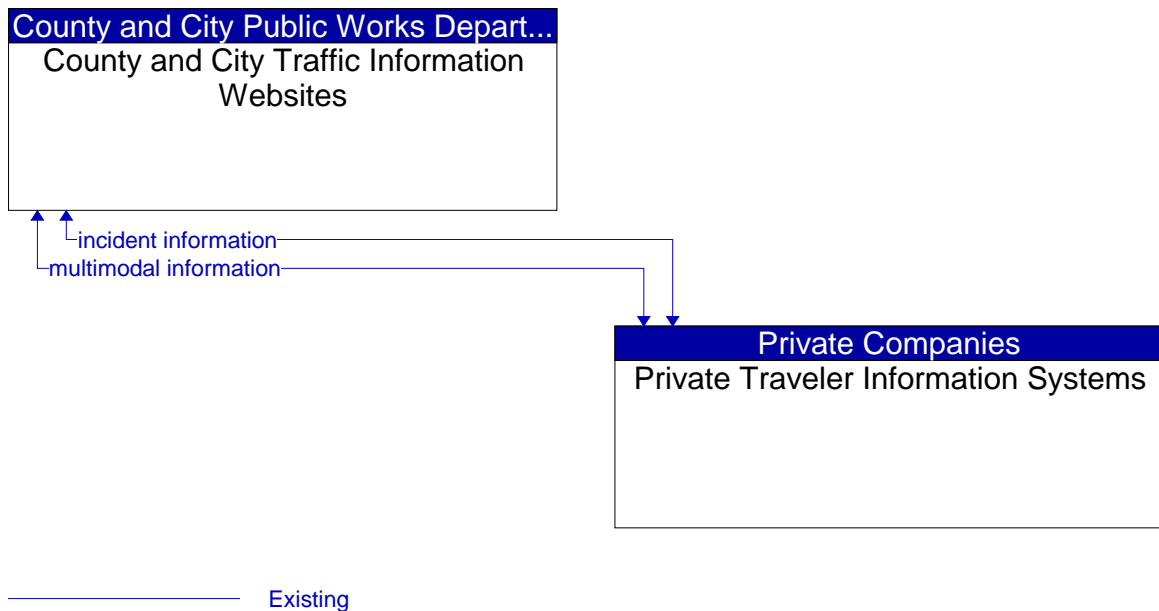 County and City Public Works Depart...
County and City Traffic Information
Websites
incident information
multimodal information
Private Companies
Private Traveler Information Systems
Existing